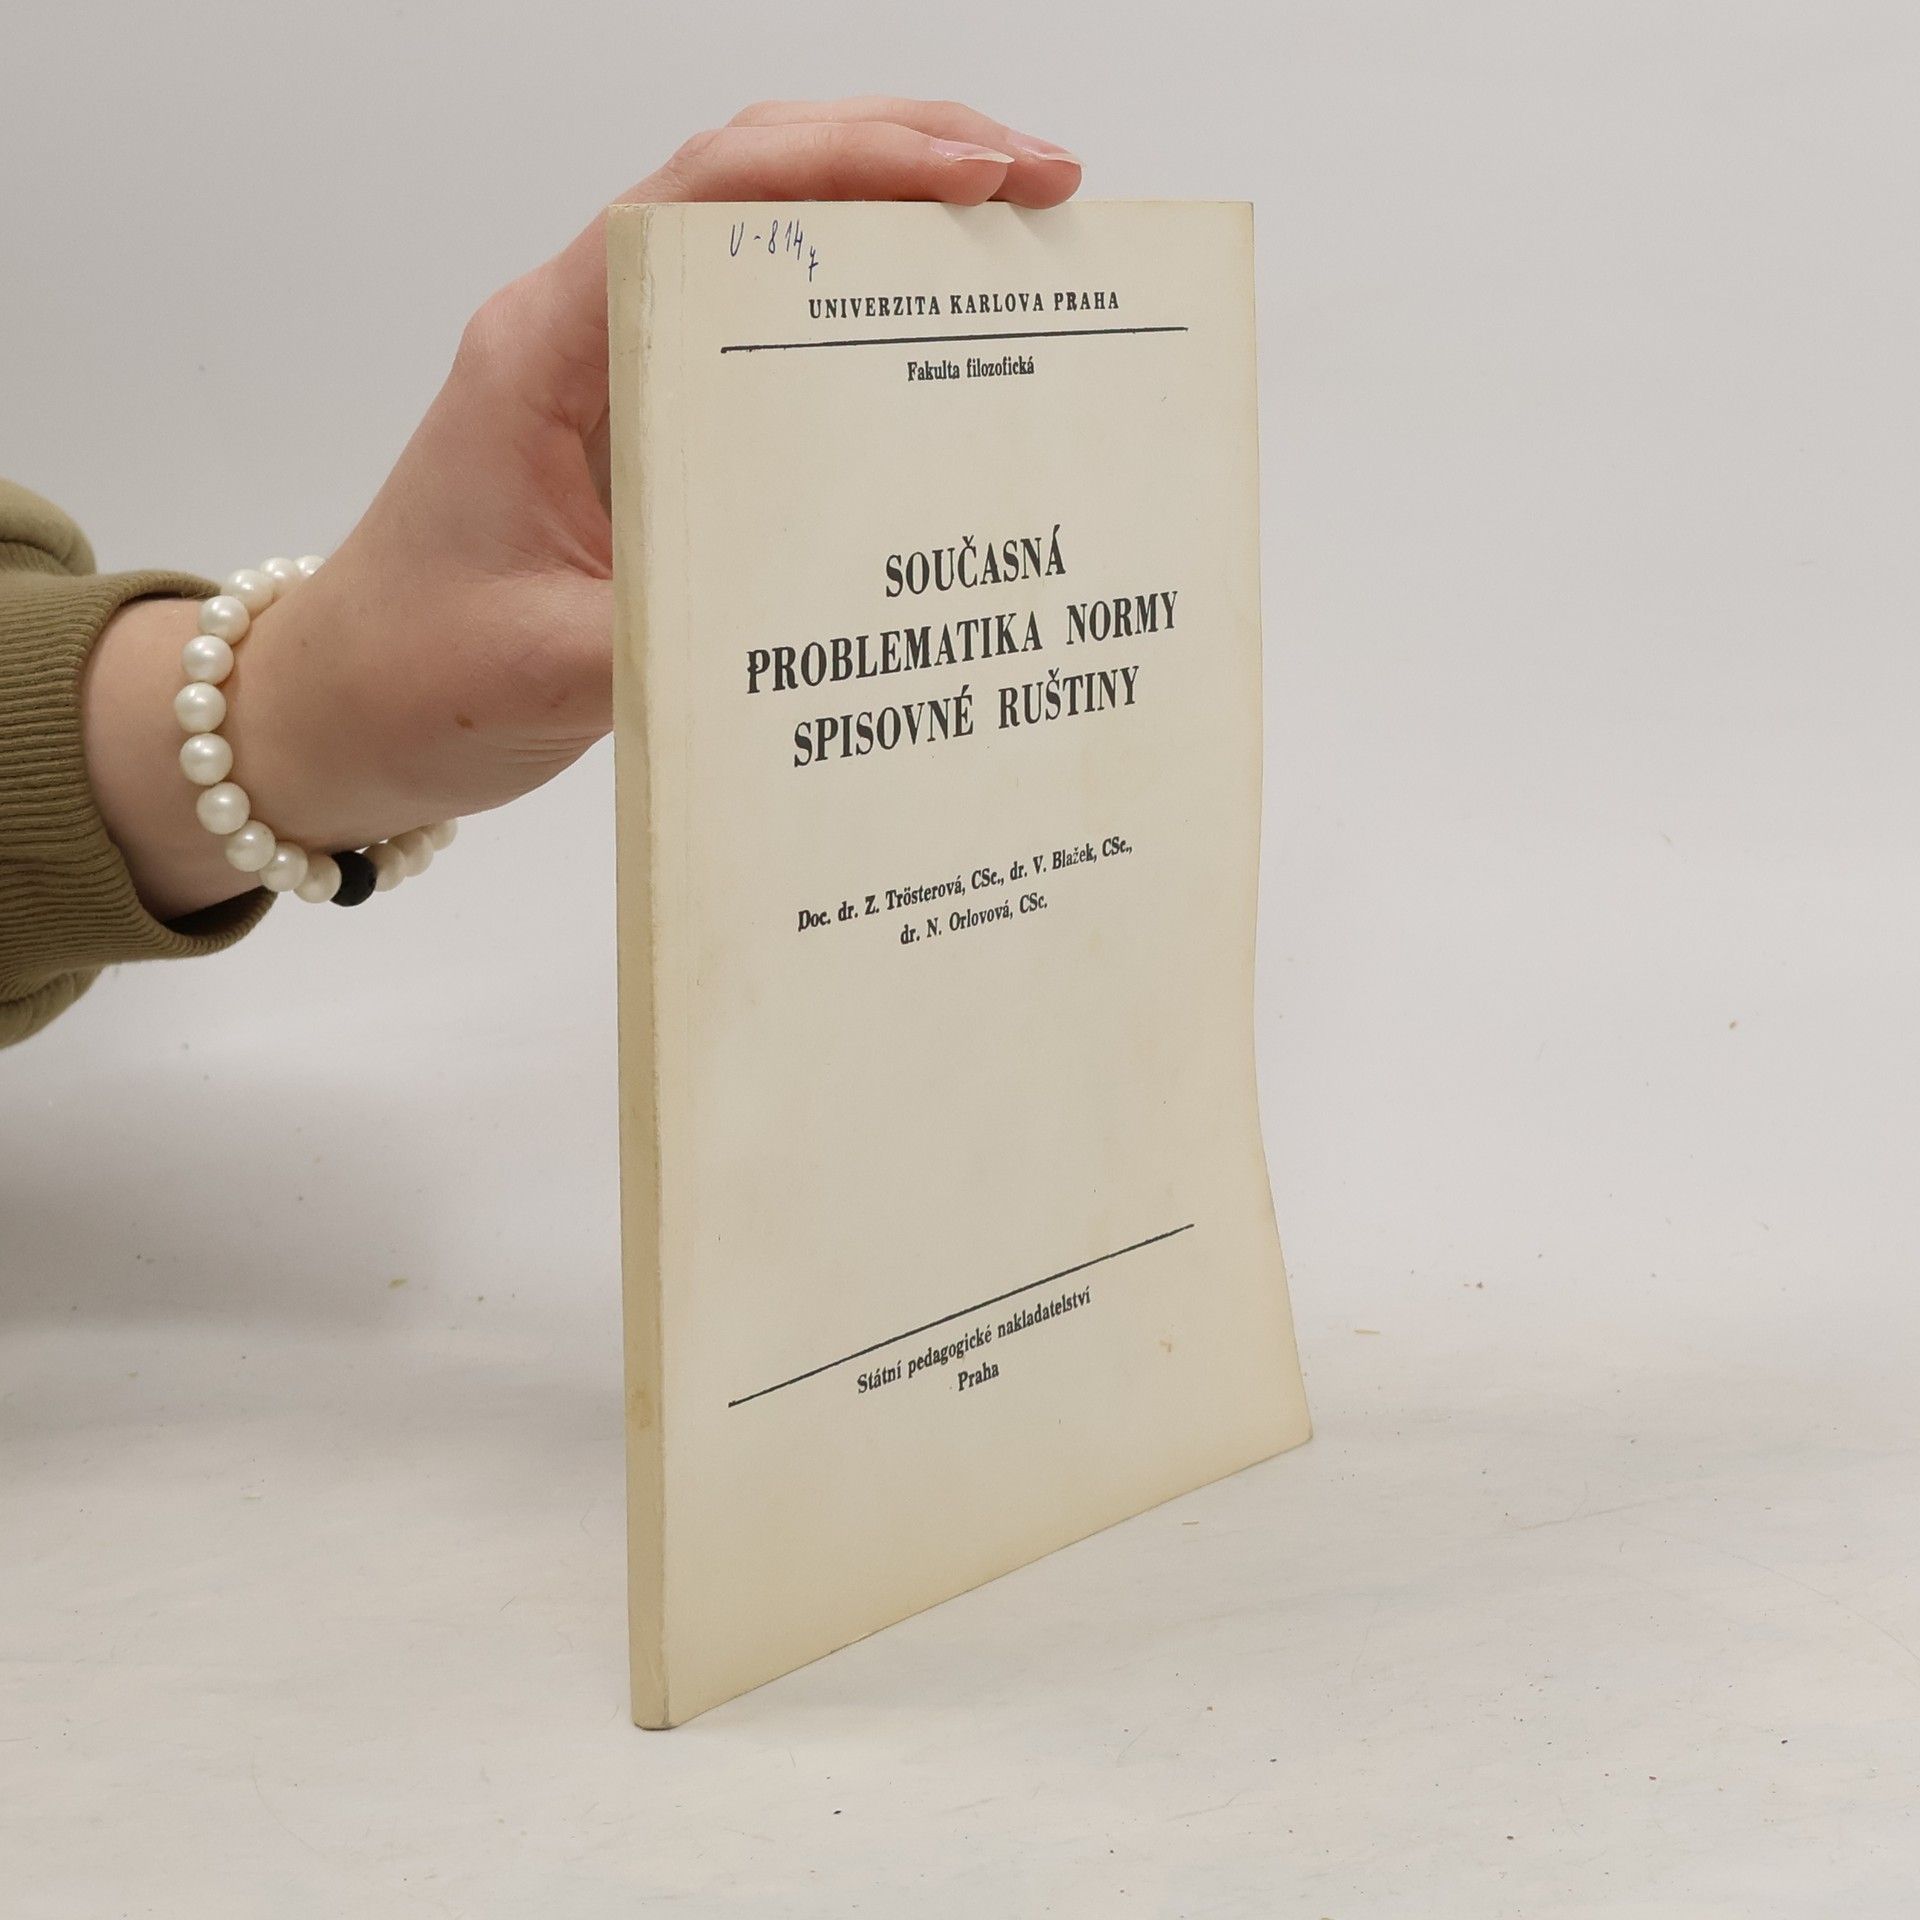 U-814
7
UNIVERZITA KARLOVA PRAHA
Fakulta filozofická
SOUČASNÁ
PROBLEMATIKA NORMY
SPISOVNÉ RUŠTINY
Doc. dr. Z. Trösterová, CSc., dr. V. Blažek, CSc.,
dr. N. Orlovová, CSc.
Státní pedagogické nakladatelství
Praha